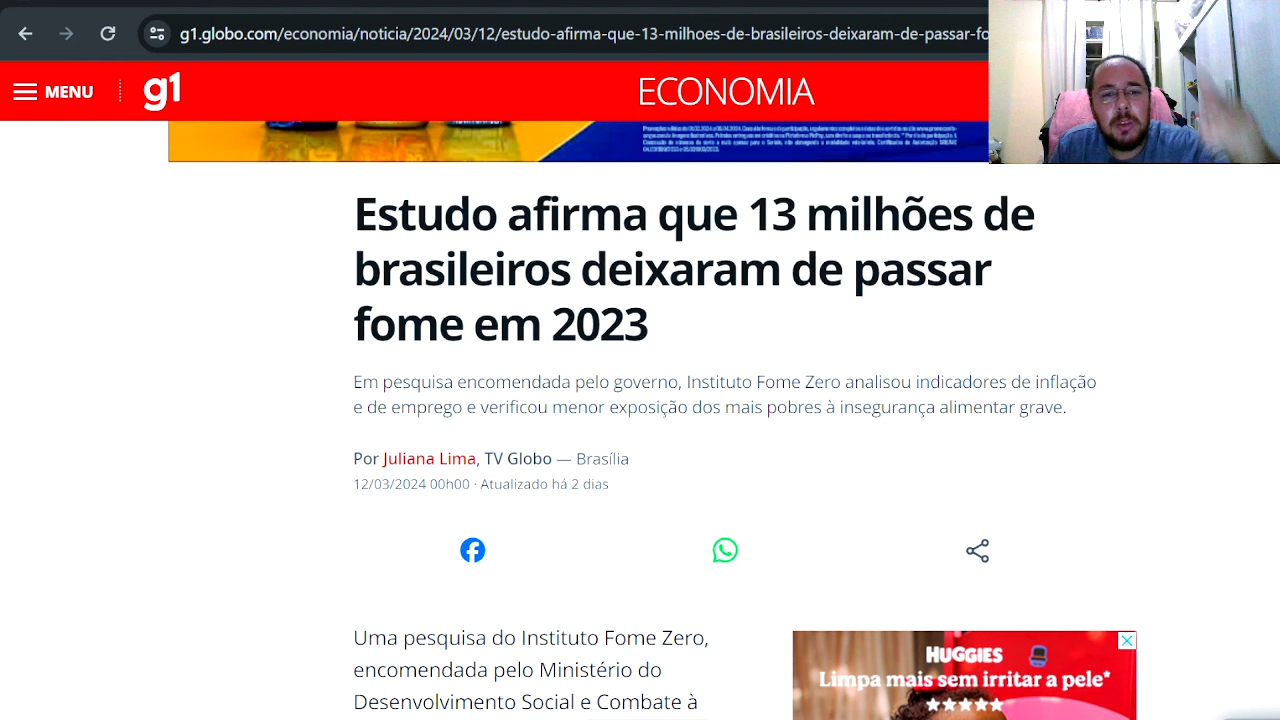 g1.globo.com/economia/noticia/2024/03/12/estudo-afirma-que-13-milhoes-de-brasileiros-deixaram-de-passar-fo
MENU
g1
ECONOMIA
Estudo afirma que 13 milhões de
brasileiros deixaram de passar
fome em 2023
Em pesquisa encomendada pelo governo, Instituto Fome Zero analisou indicadores de inflação
e de emprego e verificou menor exposição dos mais pobres à insegurança alimentar grave.
Por Juliana Lima, TV Globo — Brasília
12/03/2024 00h00 · Atualizado há 2 dias
Uma pesquisa do Instituto Fome Zero,
encomendada pelo Ministério do
Desenvolvimento Social e Combate à
HUGGIES
Limpa mais sem irritar a pele*